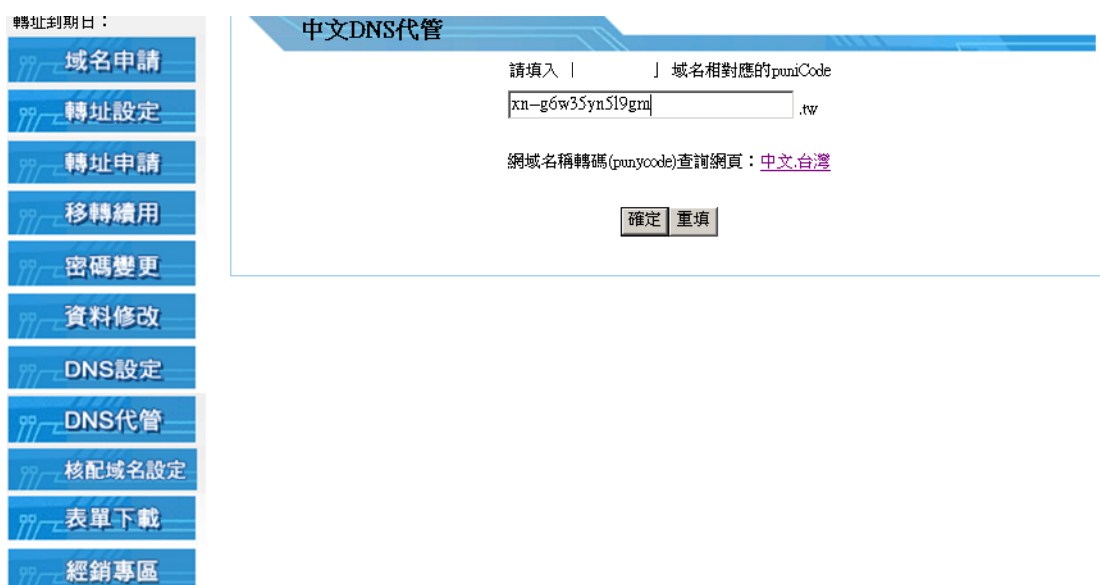 轉址到期日：
域名申請
轉址設定
轉址申請
移轉續用
密碼變更
資料修改
DNS設定
DNS代管
核配域名設定
表單下載
經銷專區
中文DNS代管
請填入「 」域名相對應的puniCode
xn--g6w35yn5l9gm .tw
網域名稱轉碼(punycode)查詢網頁：中文.台灣
確定 重填